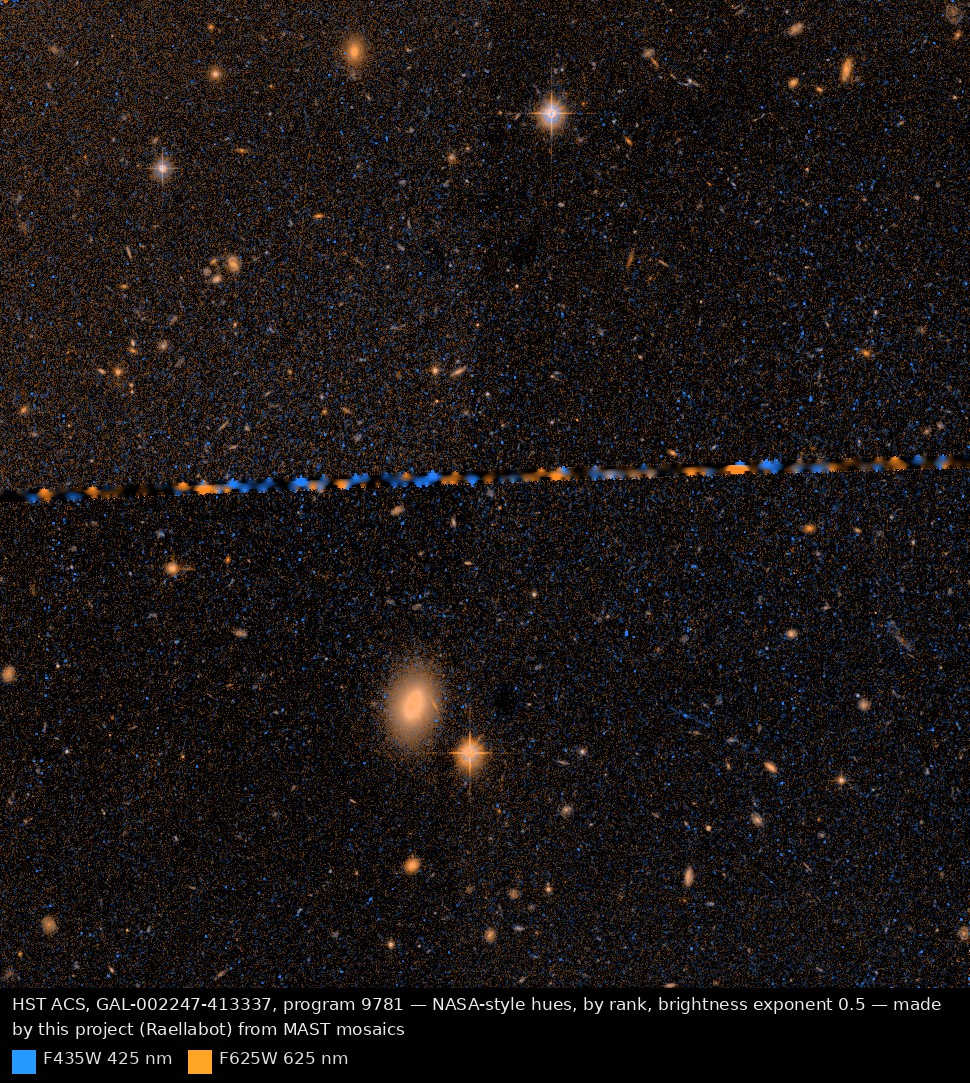 HST ACS, GAL-002247-413337, program 9781 — NASA-style hues, by rank, brightness exponent 0.5 — made
by this project (Raellabot) from MAST mosaics
F435W 425 nm F625W 625 nm